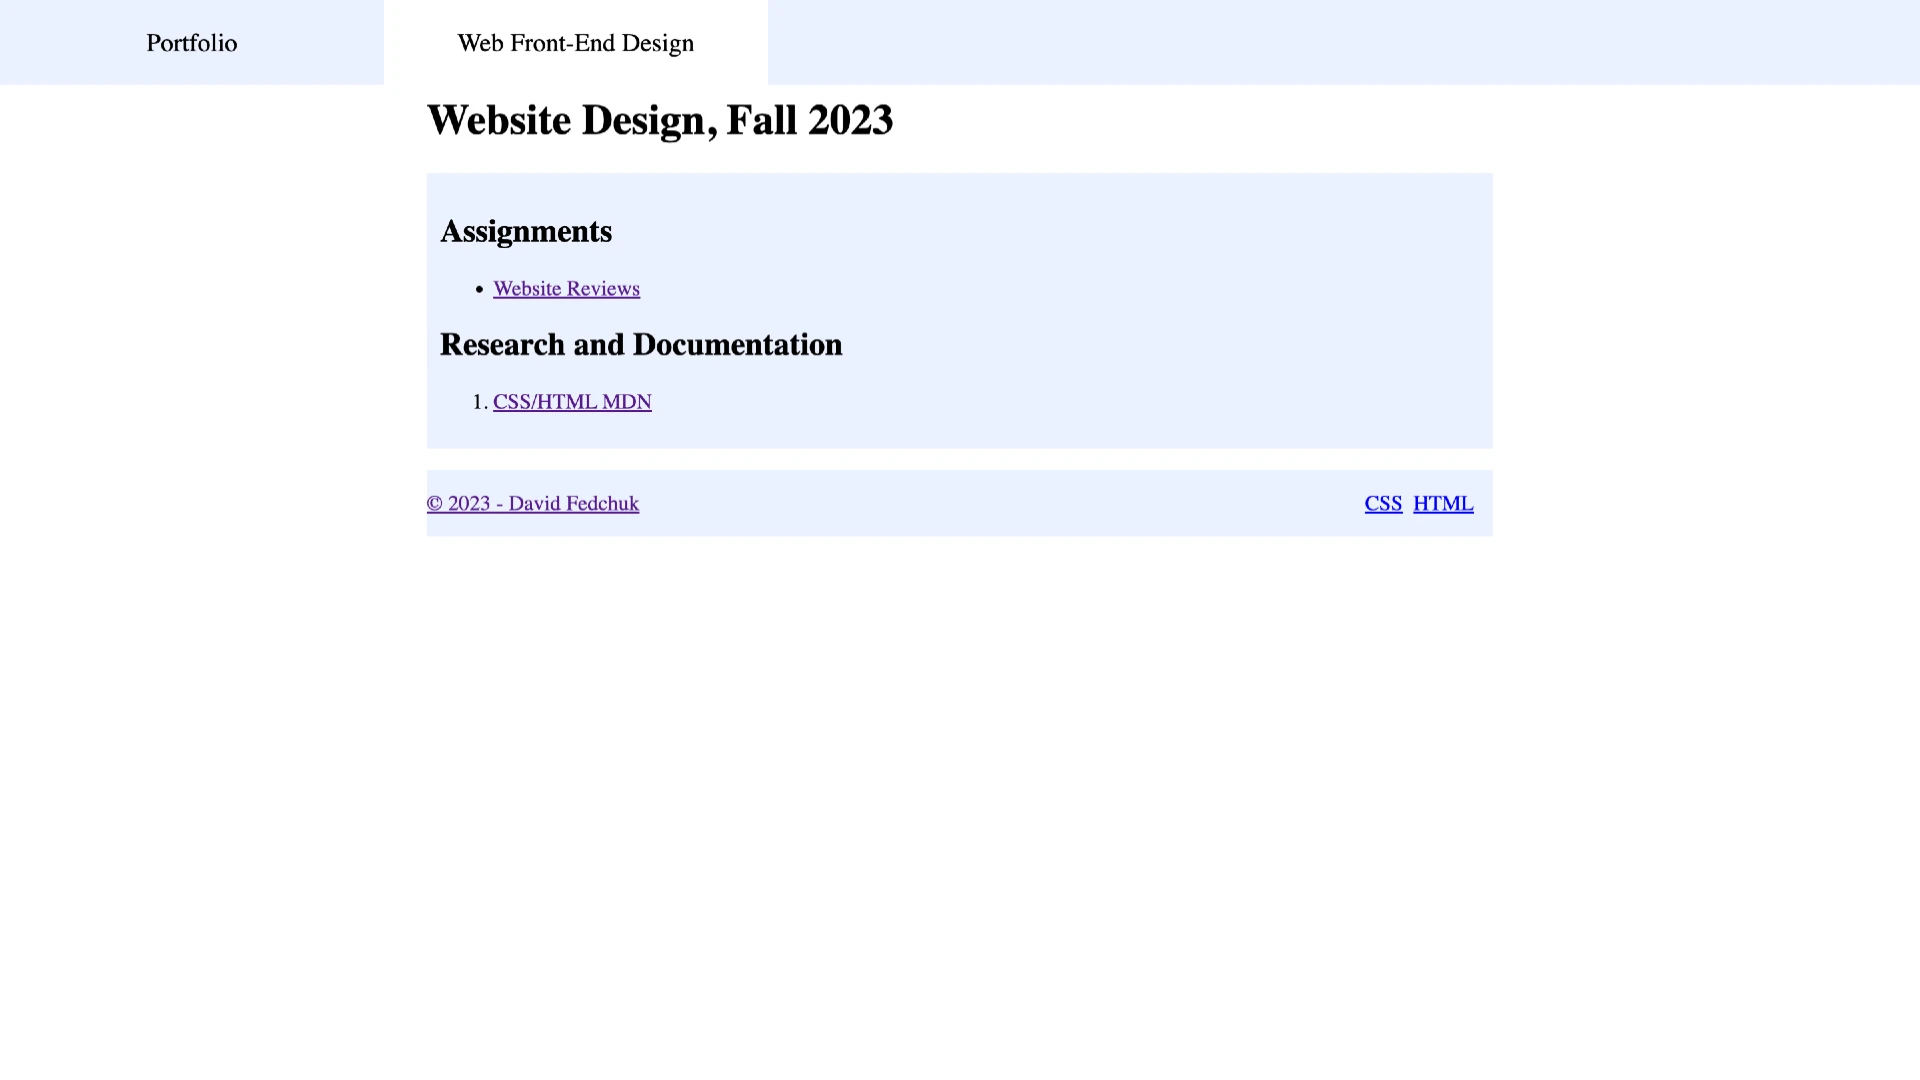 Portfolio
Web Front-End Design
Website Design, Fall 2023
Assignments
• Website Reviews
Research and Documentation
1. CSS/HTML MDN
© 2023 - David Fedchuk
CSS HTML